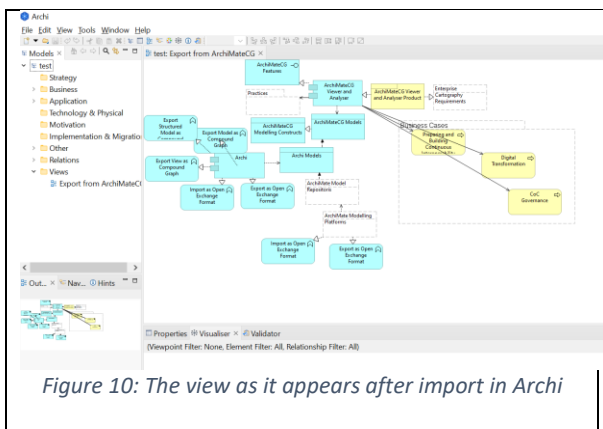 Archi
File Edit View Tools Window Help
Models
test
Strategy
Business
Application
Technology & Physical
Motivation
Implementation & Migratio
Other
Relations
Views
Export from ArchiMateC
Out...
Nav...
Hints
test: Export from ArchiMateCG
ArchiMateCG
Features
Practices
ArchiMateCG
Viewer and
Analyser
ArchiMateCG Viewer
and Analyse Product
Enterprise
Cartography
Requirements
Export
Structured
Model as
Export Model as
Compound
Graph
ArchiMateCG
Modelling Constructs
ArchiMateCG Models
Business Cases
Preparing and
Building
Continuous
Digital
Transformation
CoC
Governance
Export View as
Compound
Graph
Archi
Archi Models
Import as Open
Exchange
Format
Export as Open
Exchange
Format
ArchiMate Model
Repositories
ArchiMate Modelling
Platforms
Import as Open
Exchange
Format
Export as Open
Exchange
Format
Properties
Visualiser
Validator
(Viewpoint Filter: None, Element Filter: All, Relationship Filter: All)
Figure 10: The view as it appears after import in Archi